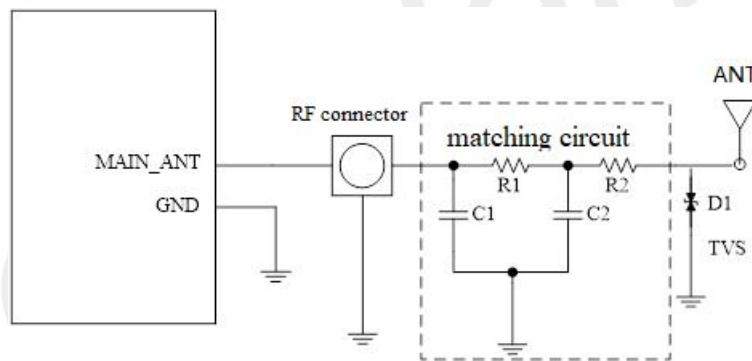 ANT
RF connector
matching circuit
MAIN_ANT
R1
R2
GND
C1
C2
D1
TVS